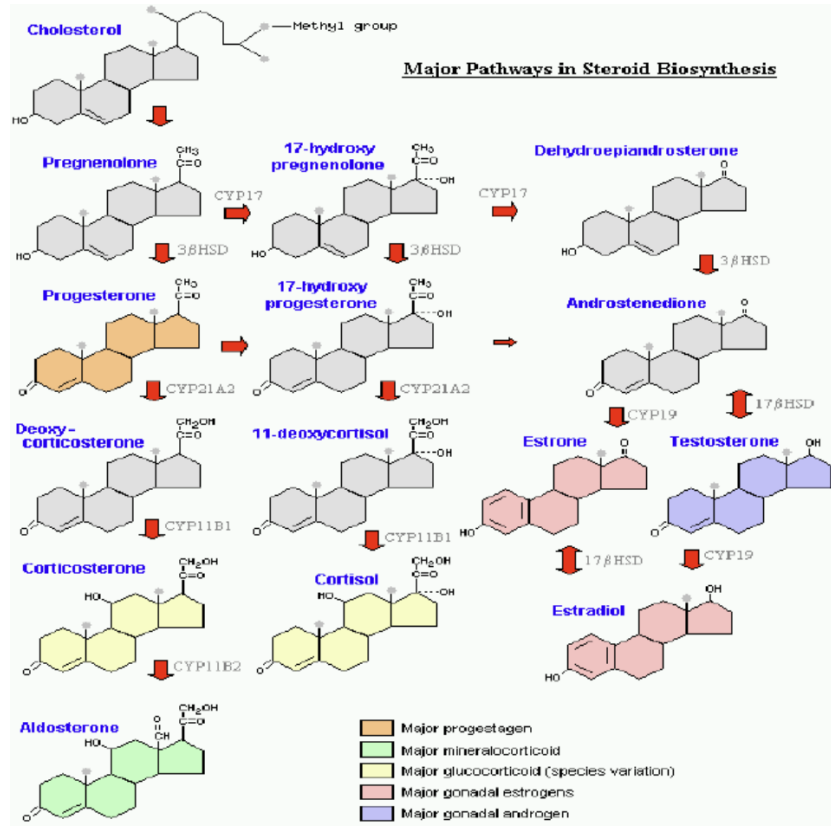 Cholesterol
Methyl group
Major Pathways in Steroid Biosynthesis
HO
Pregnenolone
CH3
C=O
HO
CYP17
17-hydroxy
pregnenolone
CH3
C=O
OH
HO
CYP17
Dehydroepiandrosterone
O
HO
3βHSD
3βHSD
3βHSD
Progesterone
CH3
C=O
O
17-hydroxy
progesterone
CH3
C=O
OH
O
Androstenedione
O
O
CYP21A2
CYP21A2
CYP19
17βHSD
Deoxy-
corticosterone
CH2OH
C=O
O
11-deoxycortisol
CH2OH
C=O
OH
O
Estrone
O
HO
Testosterone
OH
O
CYP11B1
CYP11B1
17βHSD
CYP19
Corticosterone
CH2OH
C=O
HO
O
Cortisol
CH2OH
C=O
HO
OH
O
Estradiol
OH
HO
CYP11B2
Aldosterone
CH2OH
C=O
O
CH
HO
O
Major progestagen
Major mineralocorticoid
Major glucocorticoid (species variation)
Major gonadal estrogens
Major gonadal androgen